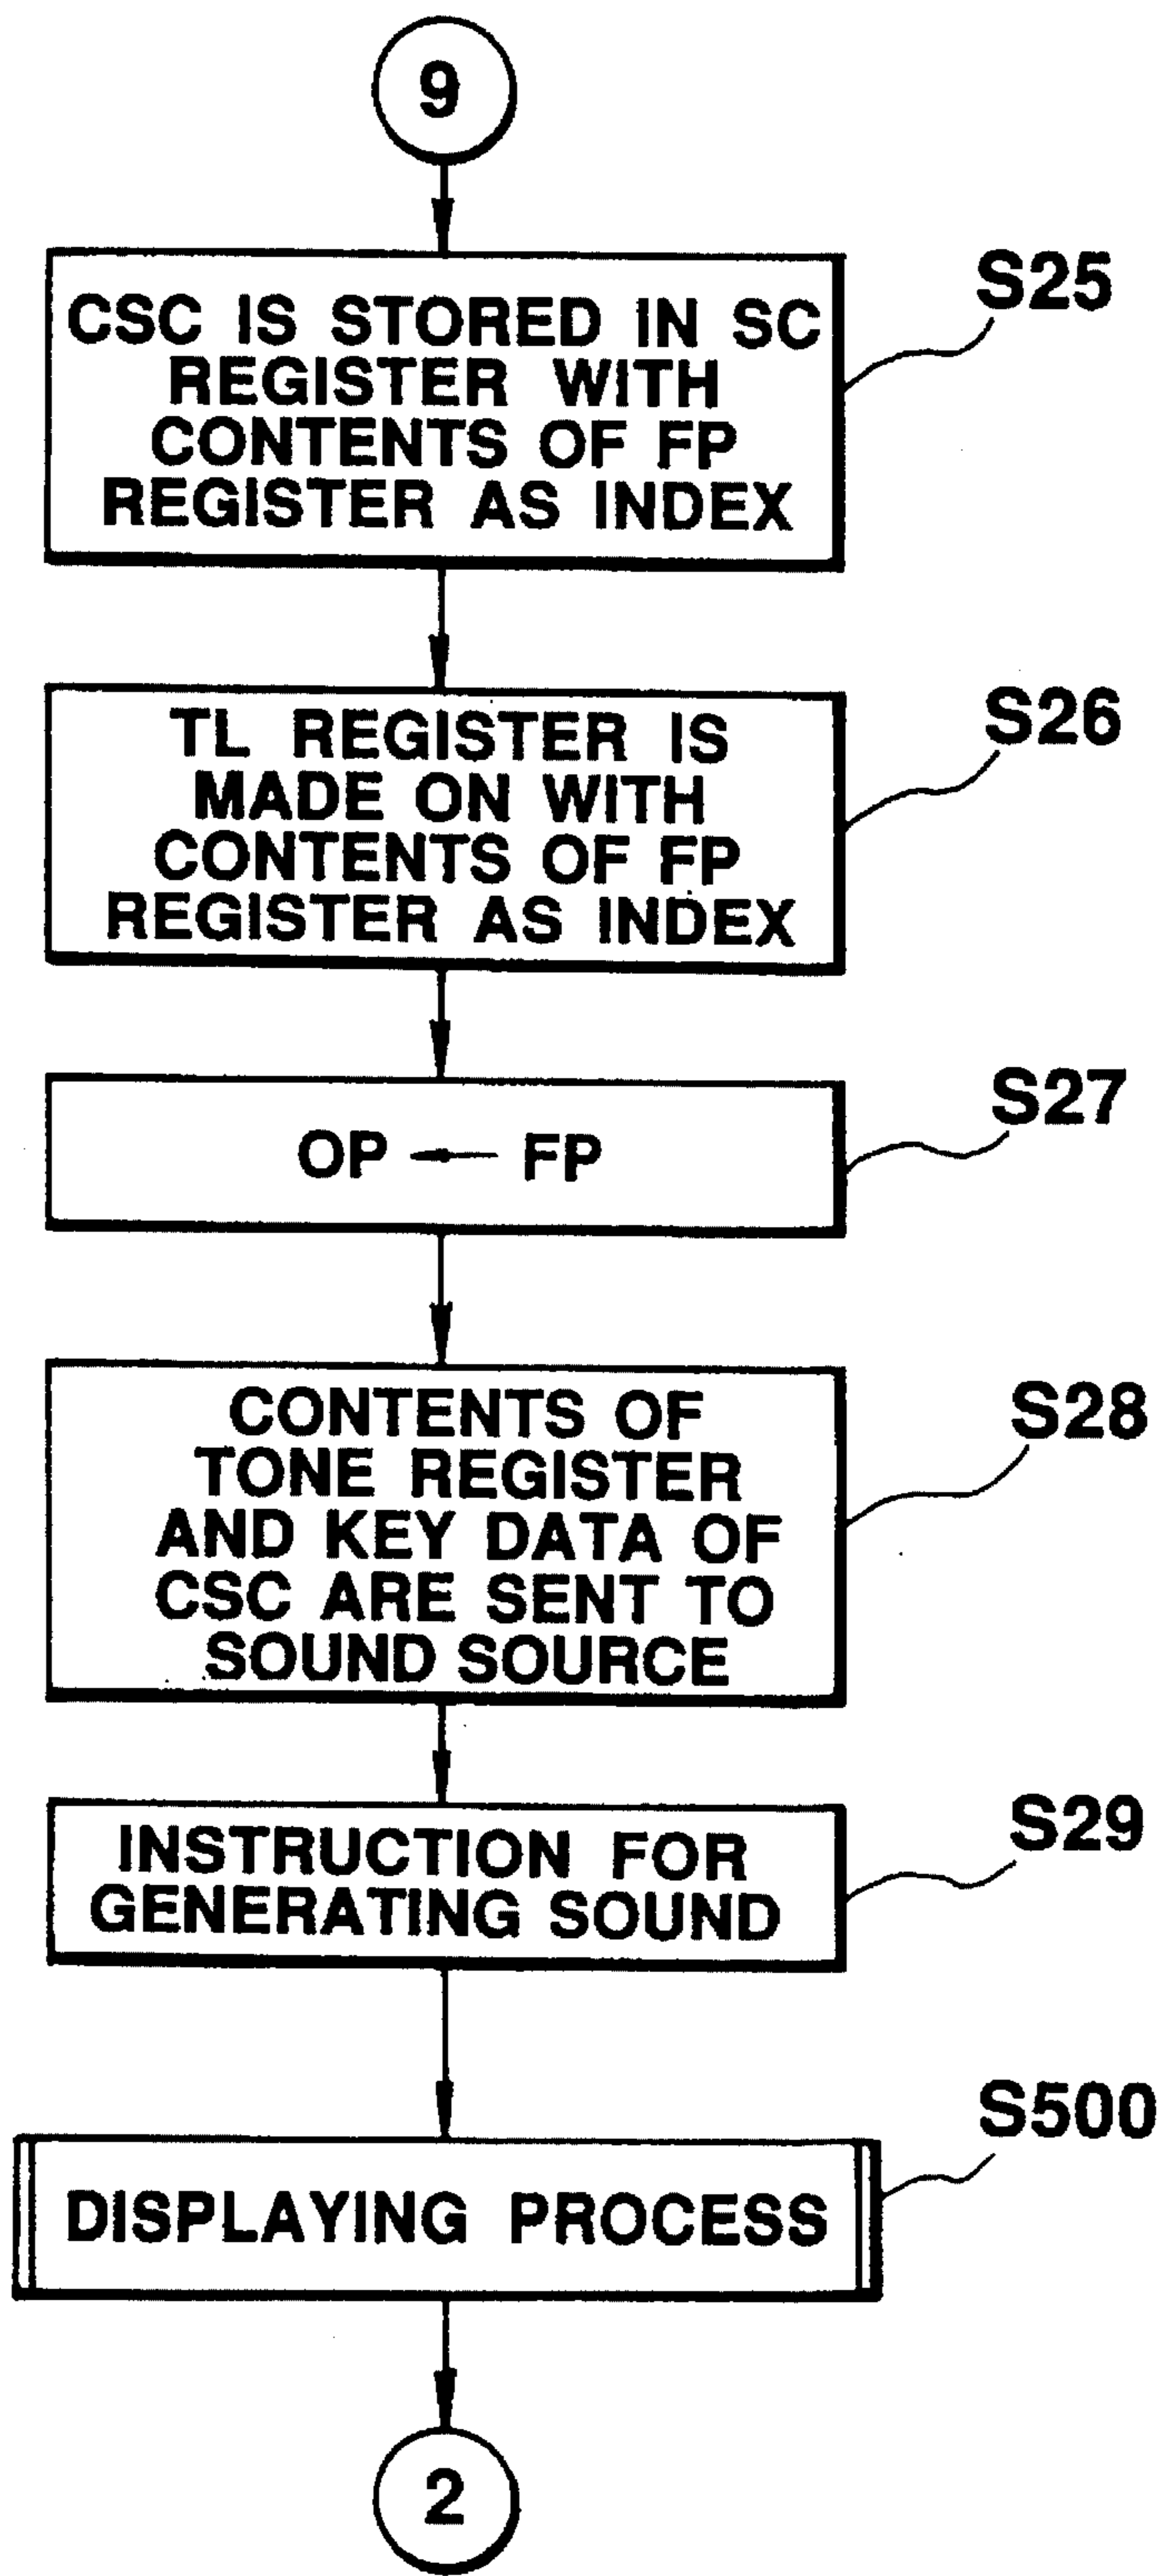 9
CSC IS STORED IN SC
REGISTER WITH
CONTENTS OF FP
REGISTER AS INDEX
S25
TL REGISTER IS
MADE ON WITH
CONTENTS OF FP
REGISTER AS INDEX
S26
OP ← FP
S27
CONTENTS OF
TONE REGISTER
AND KEY DATA OF
CSC ARE SENT TO
SOUND SOURCE
S28
INSTRUCTION FOR
GENERATING SOUND
S29
DISPLAYING PROCESS
S500
2